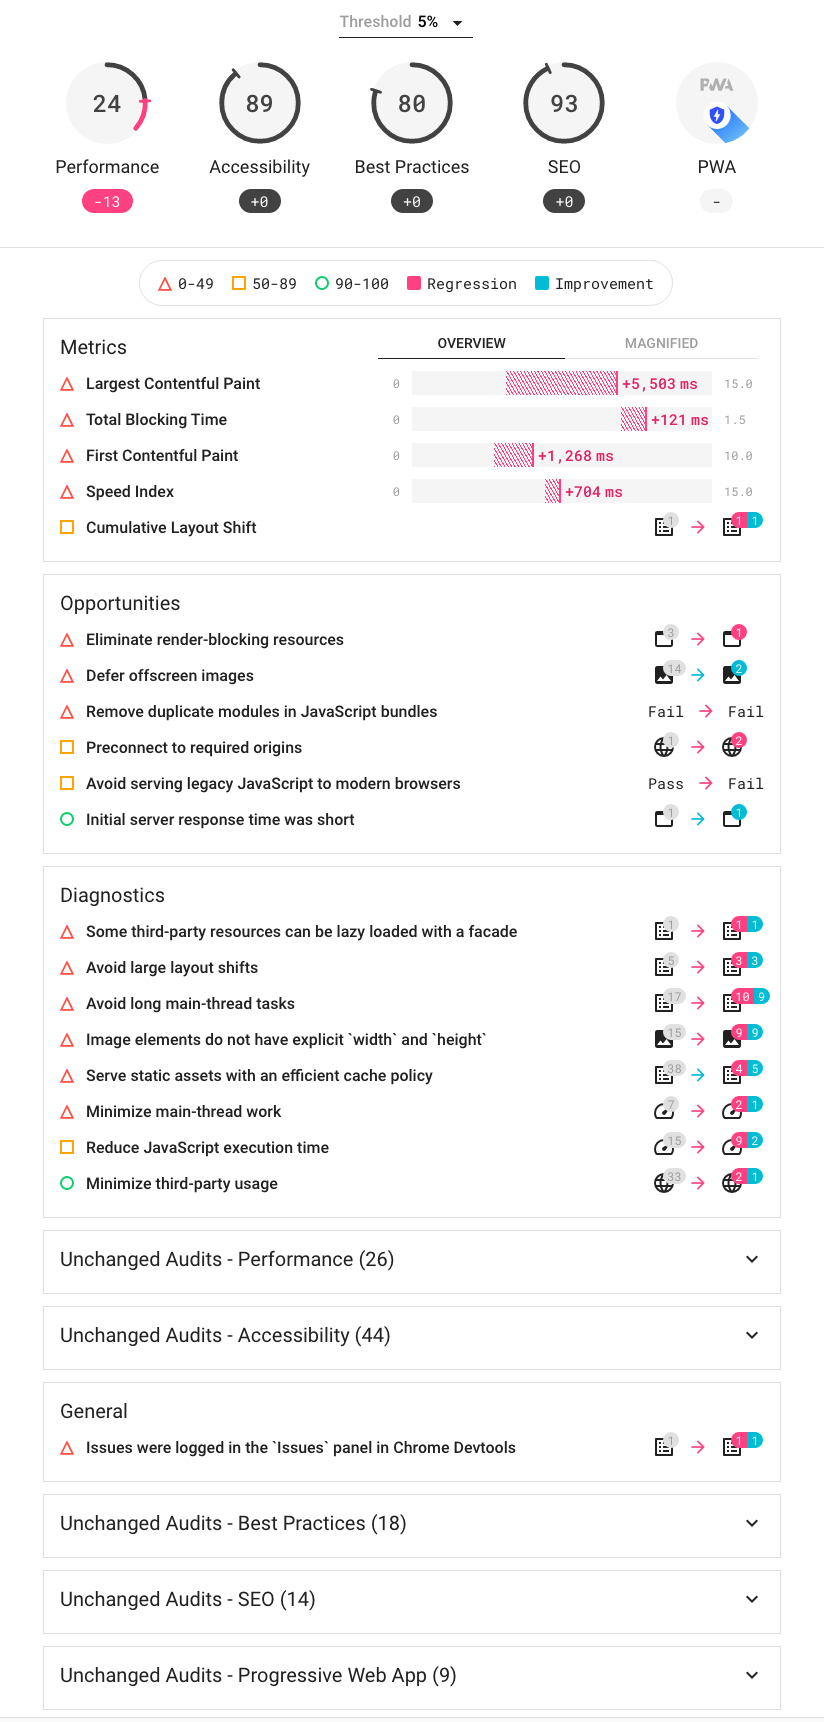 Threshold 5%
24 89 80 93 PWA
Performance Accessibility Best Practices SEO PWA
-13 +0 +0 +0 -
0-49 50-89 90-100 Regression Improvement
Metrics OVERVIEW MAGNIFIED
Largest Contentful Paint 0 +5,503 ms 15.0
Total Blocking Time 0 +121 ms 1.5
First Contentful Paint 0 +1,268 ms 10.0
Speed Index 0 +704 ms 15.0
Cumulative Layout Shift 1 1 1
Opportunities
Eliminate render-blocking resources 3 1
Defer offscreen images 14 2
Remove duplicate modules in JavaScript bundles Fail Fail
Preconnect to required origins 1 2
Avoid serving legacy JavaScript to modern browsers Pass Fail
Initial server response time was short 1 1
Diagnostics
Some third-party resources can be lazy loaded with a facade 1 1 1
Avoid large layout shifts 5 3 3
Avoid long main-thread tasks 17 10 9
Image elements do not have explicit `width` and `height` 15 9 9
Serve static assets with an efficient cache policy 38 4 5
Minimize main-thread work 7 2 1
Reduce JavaScript execution time 15 9 2
Minimize third-party usage 33 2 1
Unchanged Audits - Performance (26)
Unchanged Audits - Accessibility (44)
General
Issues were logged in the `Issues` panel in Chrome Devtools 1 1 1
Unchanged Audits - Best Practices (18)
Unchanged Audits - SEO (14)
Unchanged Audits - Progressive Web App (9)